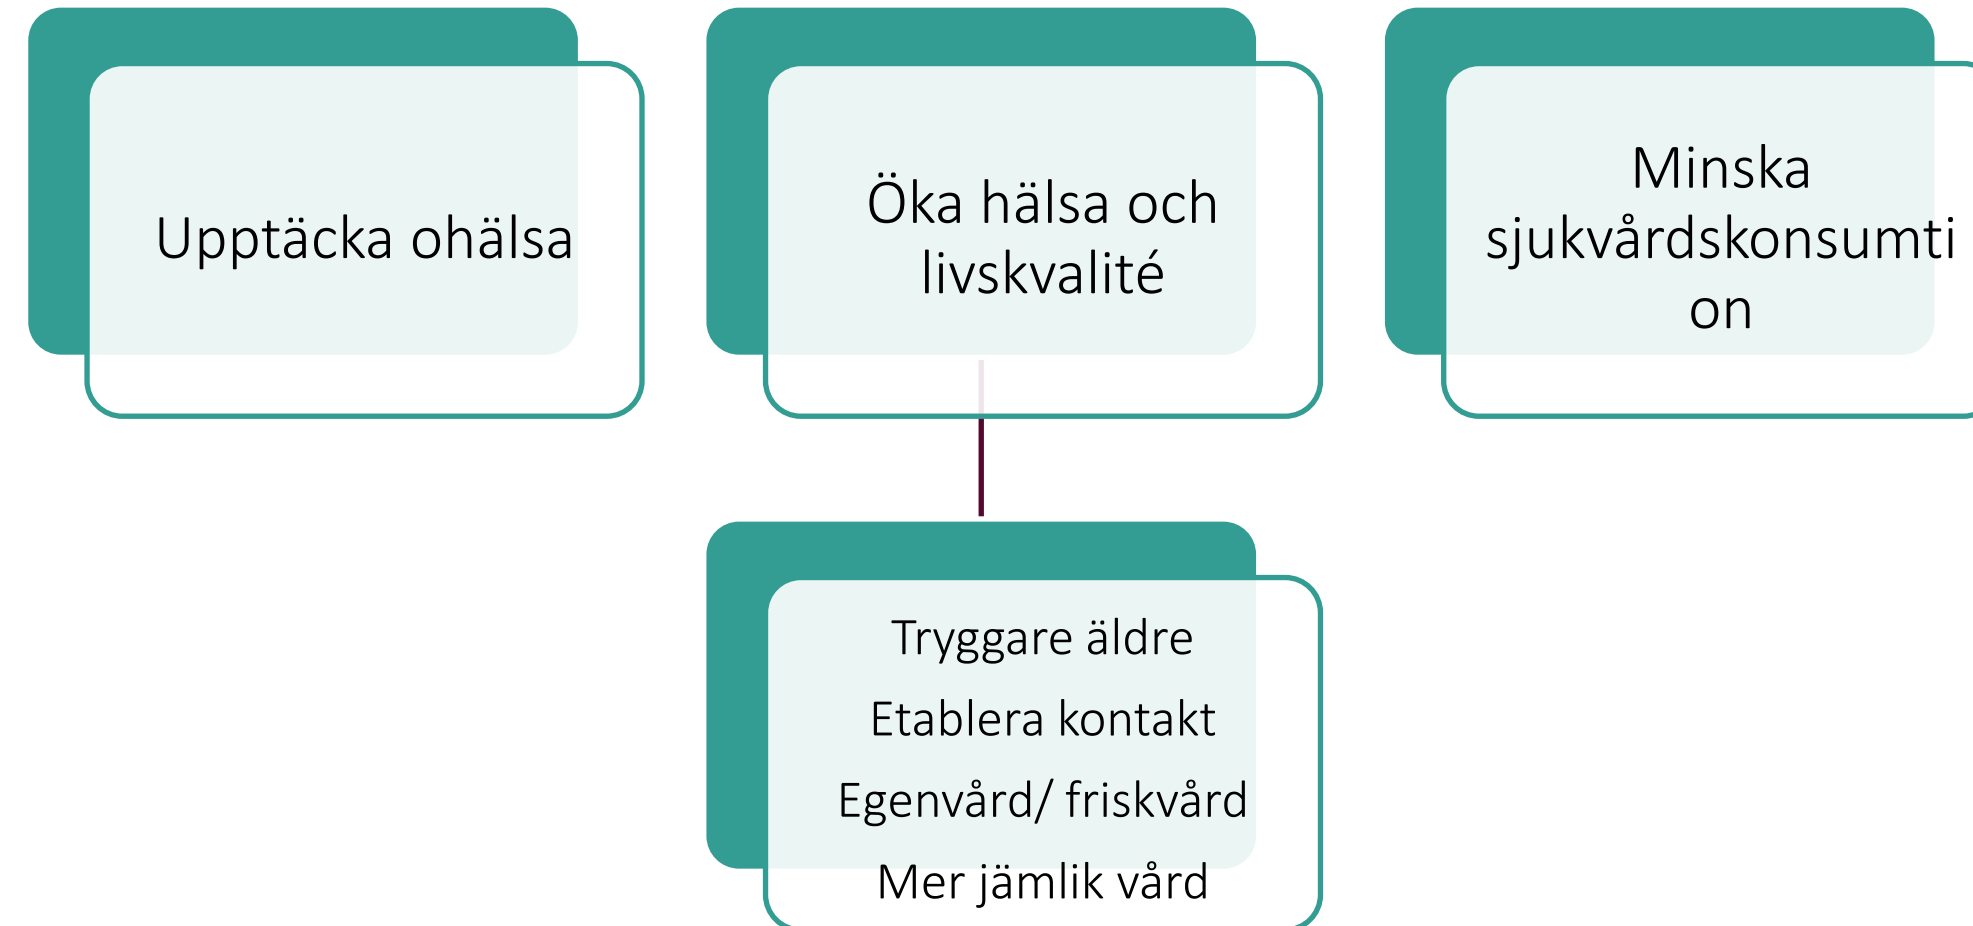 Upptäcka ohälsa
Öka hälsa och
livskvalité
Minska
sjukvårdskonsumti
on
Tryggare äldre
Etablera kontakt
Egenvård/ friskvård
Mer jämlik vård